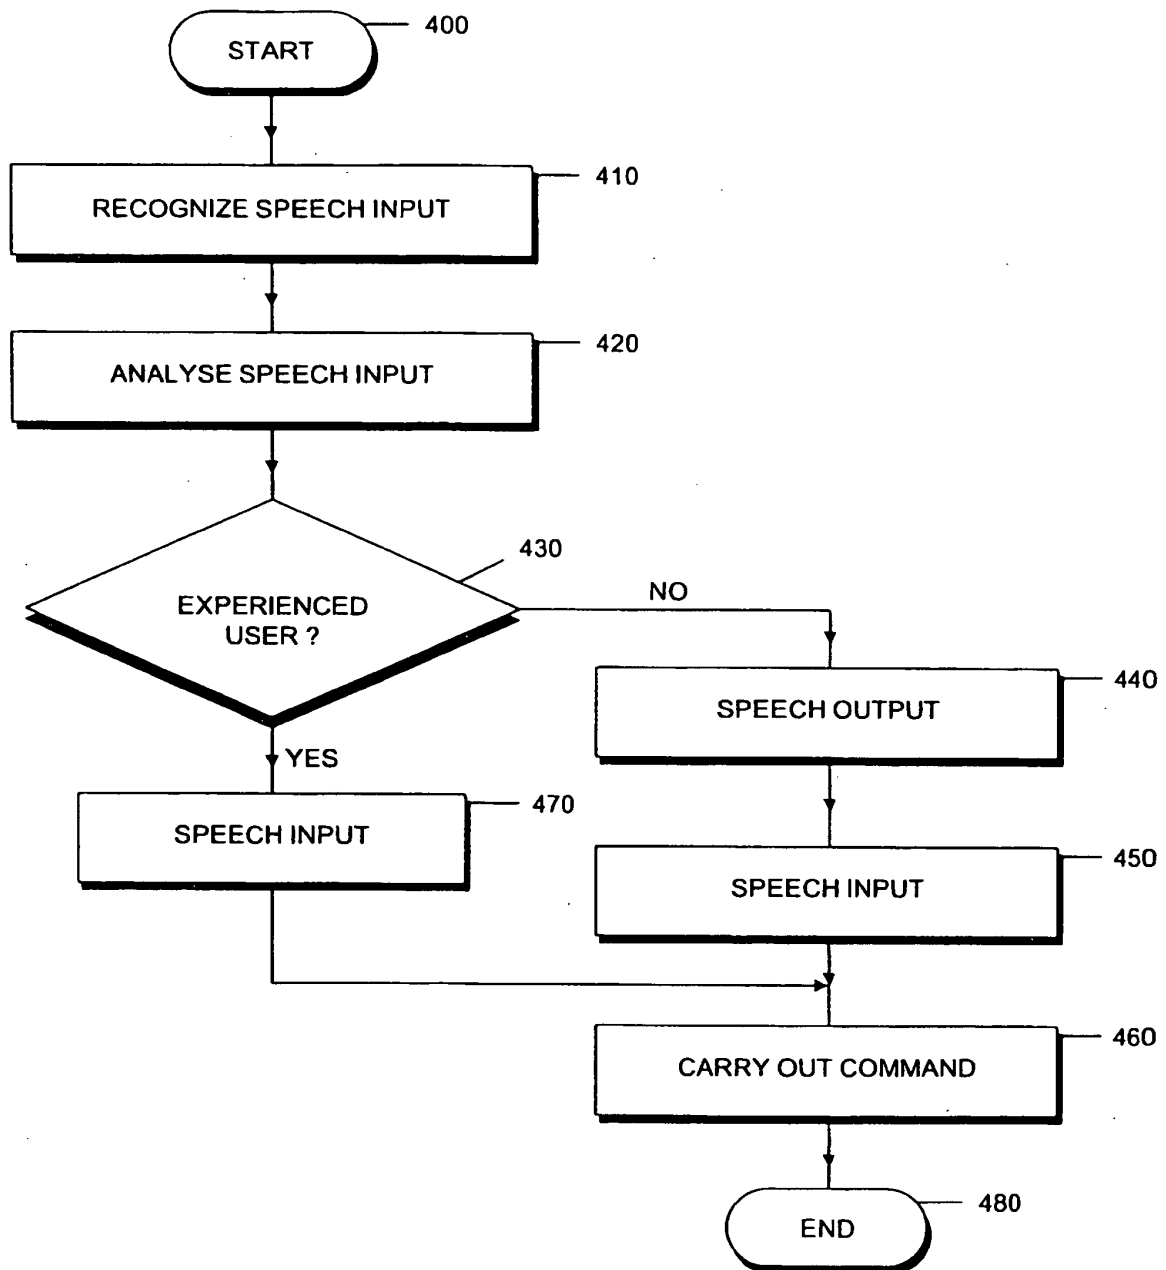 START
400
RECOGNIZE SPEECH INPUT
410
ANALYSE SPEECH INPUT
420
EXPERIENCED
USER ?
430
NO
SPEECH OUTPUT
440
YES
SPEECH INPUT
470
SPEECH INPUT
450
CARRY OUT COMMAND
460
END
480